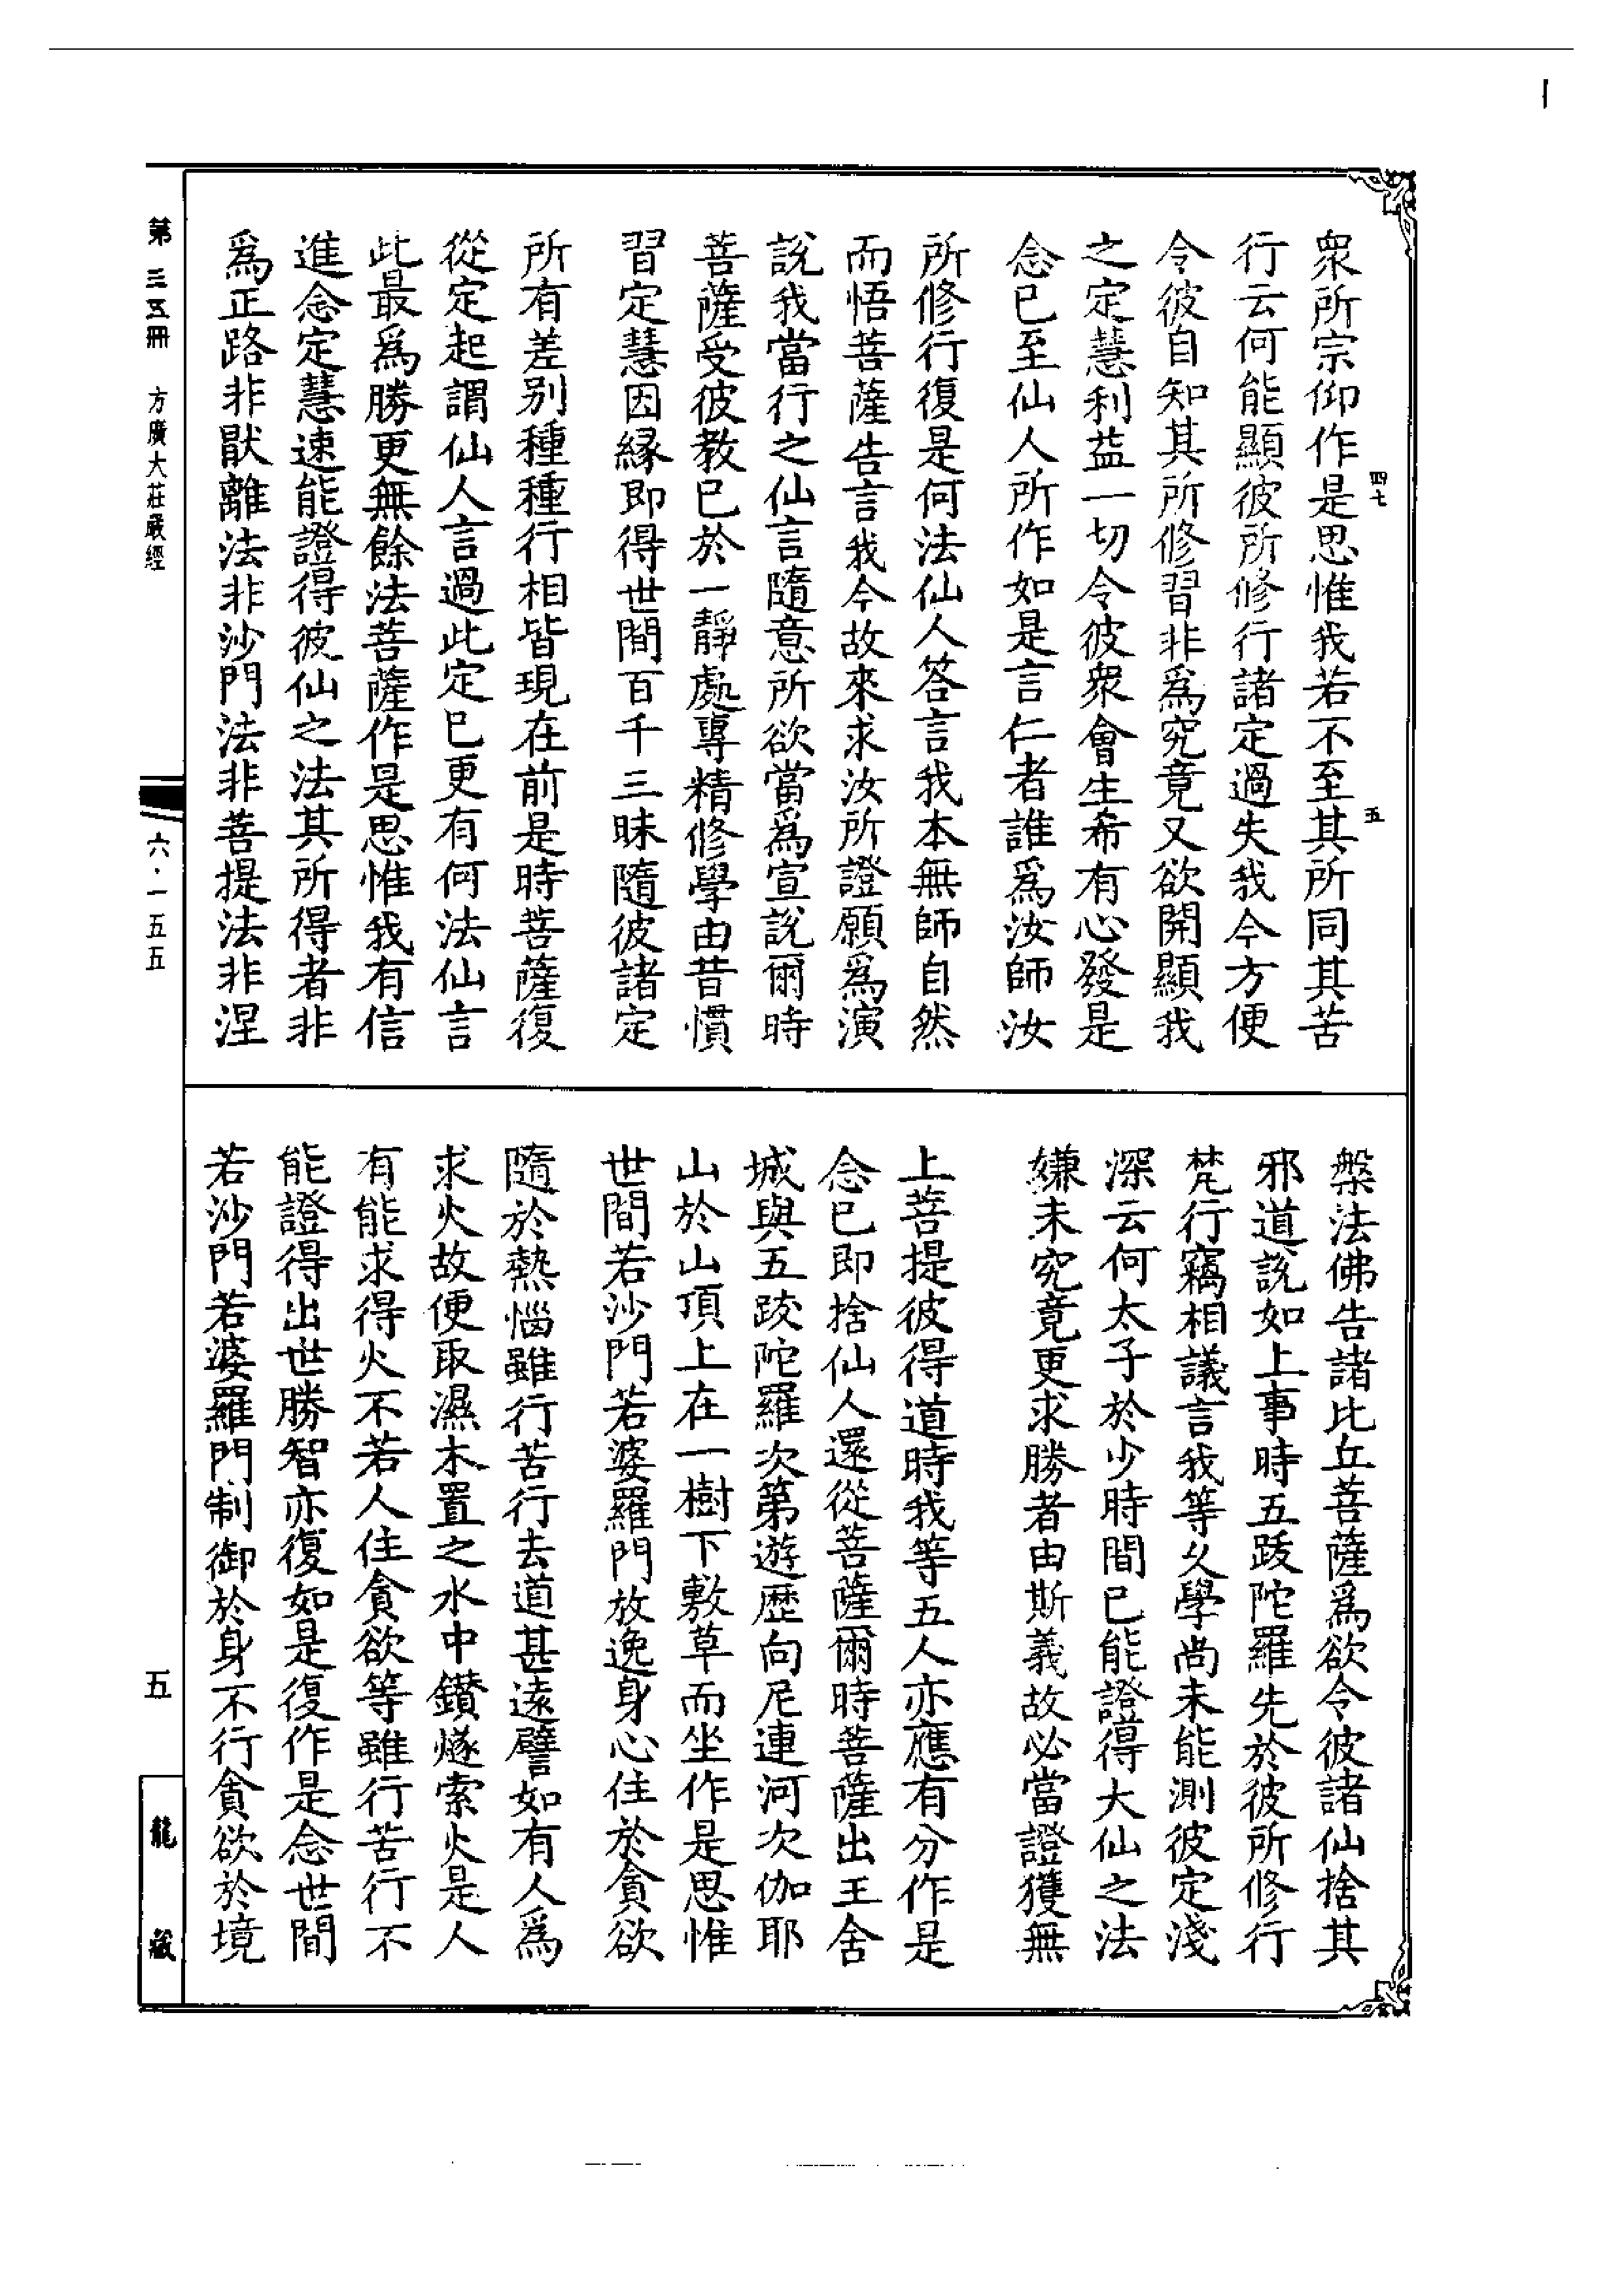 衆所宗仰作是思惟我若不至其所同其苦
四七
五
行云何能顯彼所修行諸定過失我今方便
令彼自知其所修習非爲究竟又欲開顯我
之定慧利益一切令彼衆會生希有心發是
念已至仙人所作如是言仁者誰爲汝師汝
所修行復是何法仙人答言我本無師自然
而悟菩薩告言我今故來求汝所證願爲演
說我當行之仙言隨意所欲當爲宣說爾時
菩薩受彼教已於一靜處專精修學由昔慣
習定慧因緣即得世間百千三昧隨彼諸定
所有差别種種行相皆現在前是時菩薩復
從定起謂仙人言過此定已更有何法仙言
此最爲勝更無餘法菩薩作是思惟我有信
進念定慧速能證得彼仙之法其所得者非
爲正路非猒離法非沙門法非菩提法非涅
槃法佛告諸比丘菩薩爲欲令彼諸仙捨其
邪道說如上事時五跋陀羅先於彼所修行
梵行竊相議言我等久學尚未能測彼定淺
深云何太子於少時間已能證得大仙之法
嫌未究竟更求勝者由斯義故必當證獲無
上菩提彼得道時我等五人亦應有分作是
念已即捨仙人還從菩薩爾時菩薩出王舍
城與五跋陀羅次第遊歷向尼連河次伽耶
山於山頂上在一樹下敷草而坐作是思惟
世間若沙門若婆羅門放逸身心住於貪欲
隨於熱惱雖行苦行去道甚遠譬如有人爲
求火故便取濕木置之水中鑚燧索火是人
有能求得火不若人住貪欲等雖行苦行不
能證得出世勝智亦復如是復作是念世間
若沙門若婆羅門制御於身不行貪欲於境
第三五冊 方廣大莊嚴經
六·一五五
五
龍藏